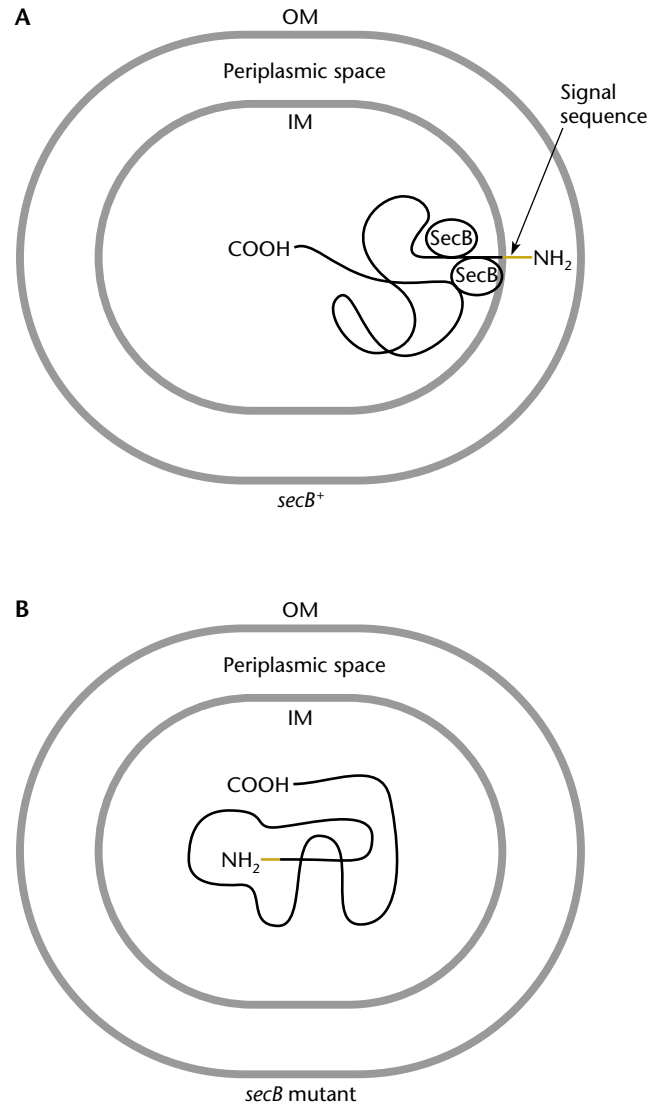 A
OM
Periplasmic space
IM
Signal
sequence
COOH
SecB
NH₂
SecB
secB⁺
B
OM
Periplasmic space
IM
COOH
NH₂
secB mutant